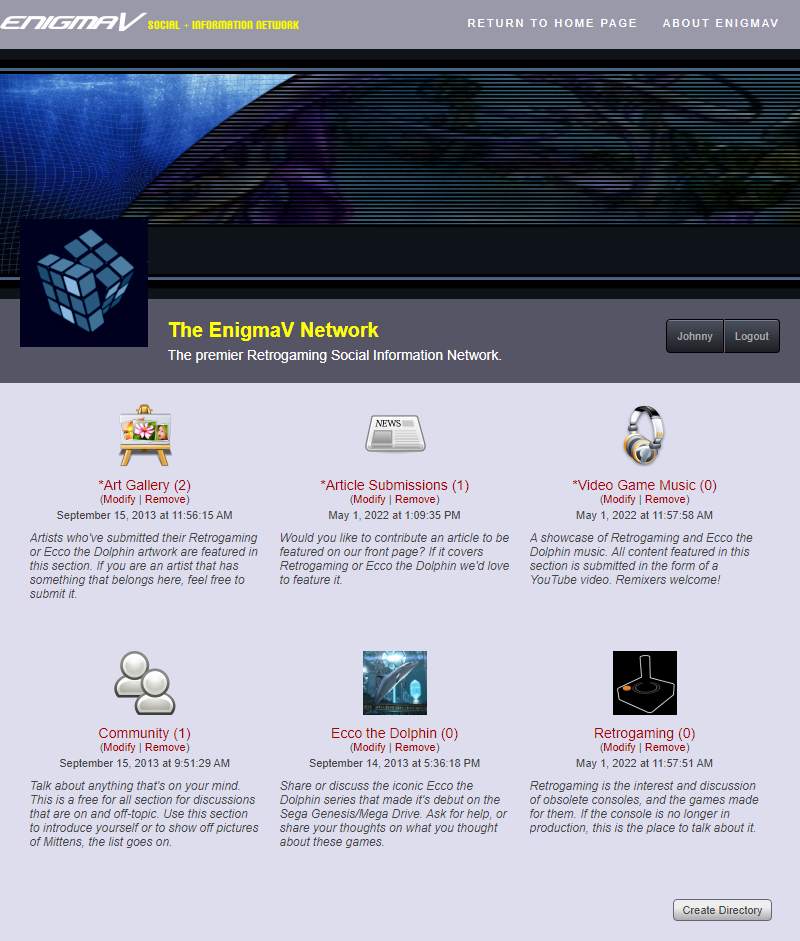 ENIGMAV SOCIAL + INFORMATION NETWORK
RETURN TO HOME PAGE ABOUT ENIGMAV
The EnigmaV Network
The premier Retrogaming Social Information Network.
Johnny Logout
NEWS
*Art Gallery (2)
(Modify | Remove)
September 15, 2013 at 11:56:15 AM
Artists who've submitted their Retrogaming
or Ecco the Dolphin artwork are featured in
this section. If you are an artist that has
something that belongs here, feel free to
submit it.
*Article Submissions (1)
(Modify | Remove)
May 1, 2022 at 1:09:35 PM
Would you like to contribute an article to be
featured on our front page? If it covers
Retrogaming or Ecco the Dolphin we'd love
to feature it.
*Video Game Music (0)
(Modify | Remove)
May 1, 2022 at 11:57:58 AM
A showcase of Retrogaming and Ecco the
Dolphin music. All content featured in this
section is submitted in the form of a
YouTube video. Remixers welcome!
Community (1)
(Modify | Remove)
September 15, 2013 at 9:51:29 AM
Talk about anything that's on your mind.
This is a free for all section for discussions
that are on and off-topic. Use this section
to introduce yourself or to show off pictures
of Mittens, the list goes on.
Ecco the Dolphin (0)
(Modify | Remove)
September 14, 2013 at 5:36:18 PM
Share or discuss the iconic Ecco the
Dolphin series that made it's debut on the
Sega Genesis/Mega Drive. Ask for help, or
share your thoughts on what you thought
about these games.
Retrogaming (0)
(Modify | Remove)
May 1, 2022 at 11:57:51 AM
Retrogaming is the interest and discussion
of obsolete consoles, and the games made
for them. If the console is no longer in
production, this is the place to talk about it.
Create Directory